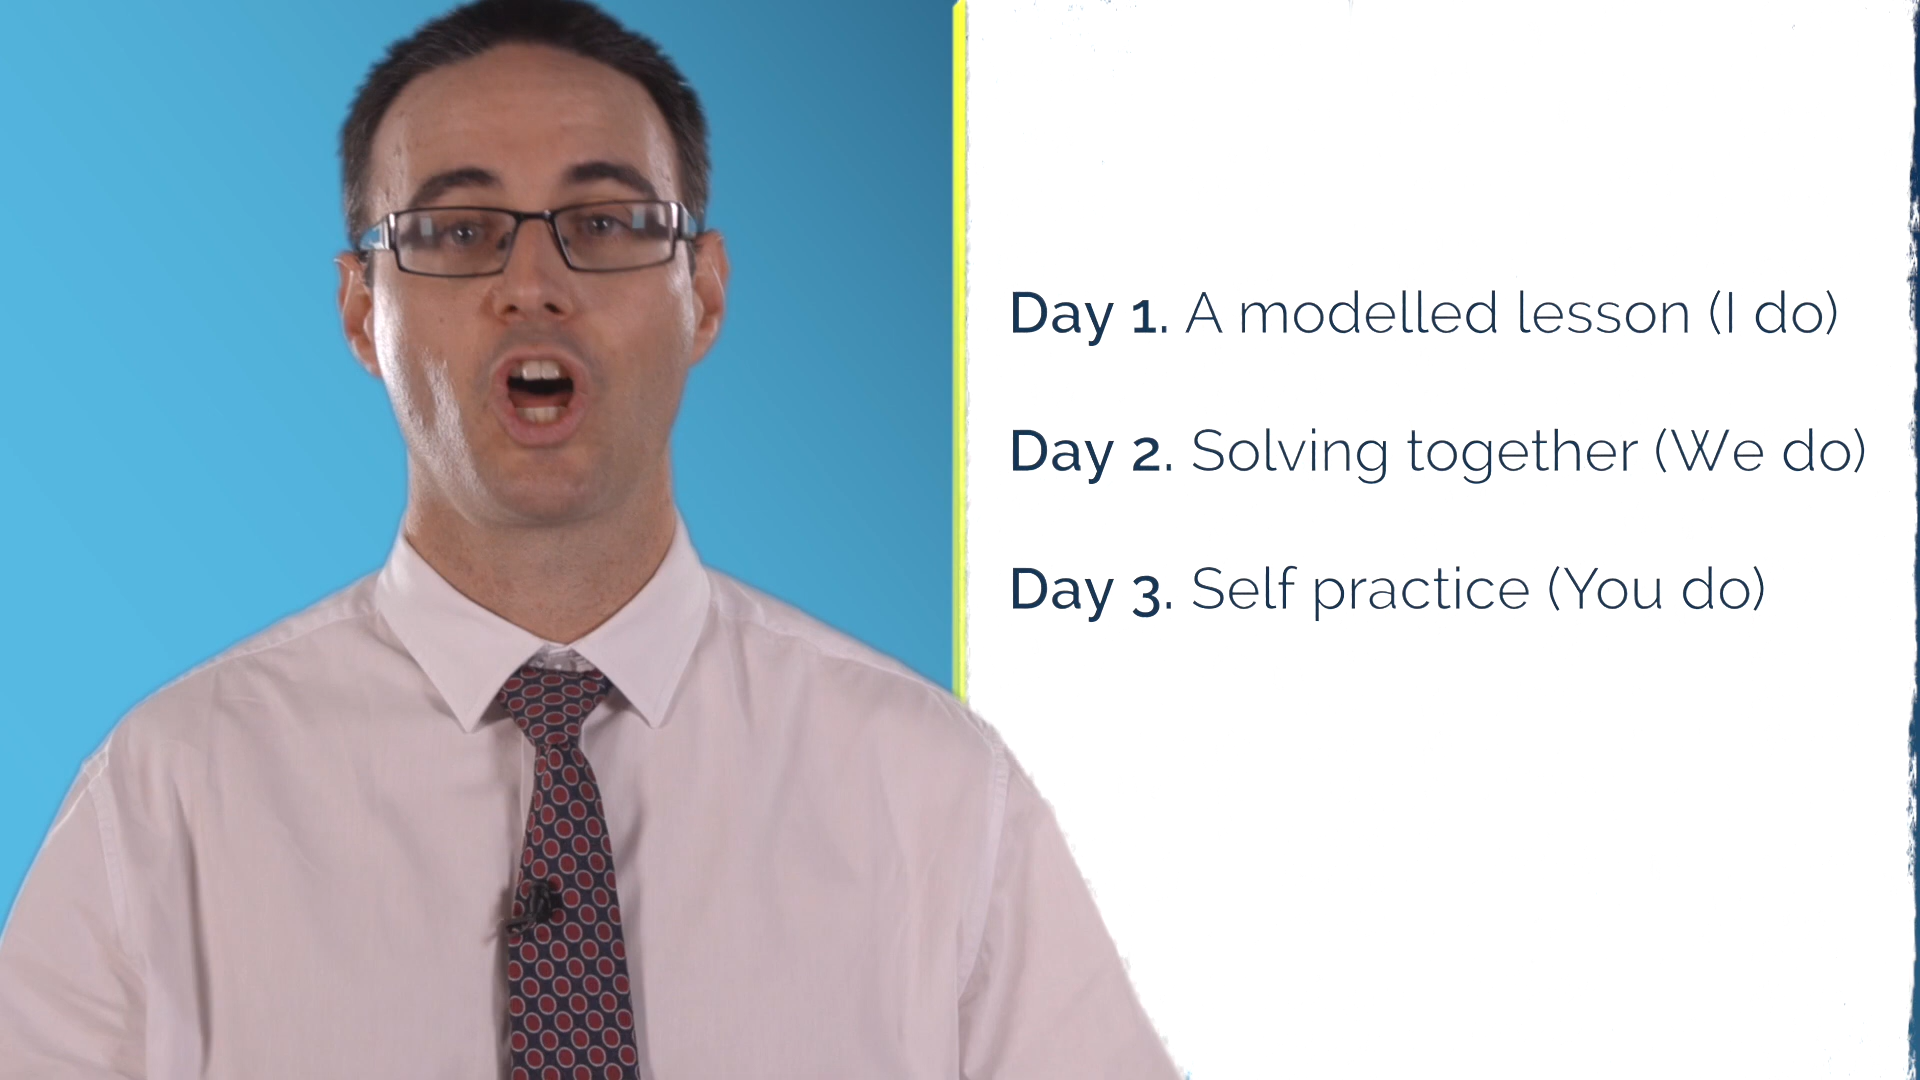 Day 1. A modelled lesson (I do)
Day 2. Solving together (We do)
Day 3. Self practice (You do)